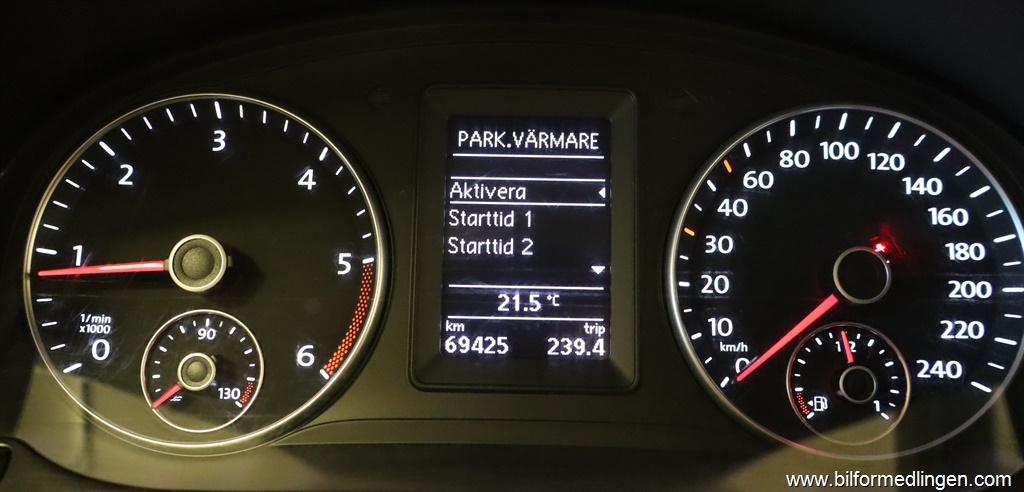 1/min
x1000
0
1
2
3
4
5
6
90
130
PARK.VÄRMARE
Aktivera
Starttid 1
Starttid 2
21.5 °C
km trip
69425 239.4
km/h
0
10
20
30
40
60
80
100
120
140
160
180
200
220
240
1/2
1
www.bilformedlingen.com